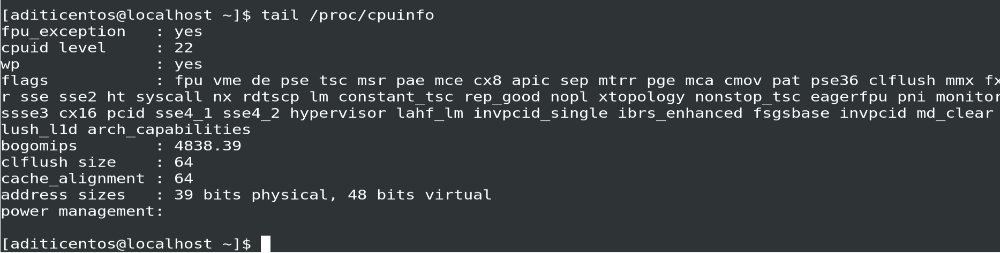 [aditicentos@localhost ~]$ tail /proc/cpuinfo
fpu_exception   : yes
cpuid level     : 22
wp              : yes
flags           : fpu vme de pse tsc msr pae mce cx8 apic sep mtrr pge mca cmov pat pse36 clflush mmx fx
r sse sse2 ht syscall nx rdtscp lm constant_tsc rep_good nopl xtopology nonstop_tsc eagerfpu pni monitor
ssse3 cx16 pcid sse4_1 sse4_2 hypervisor lahf_lm invpcid_single ibrs_enhanced fsgsbase invpcid md_clear
lush_l1d arch_capabilities
bogomips        : 4838.39
clflush size    : 64
cache_alignment : 64
address sizes   : 39 bits physical, 48 bits virtual
power management:
[aditicentos@localhost ~]$